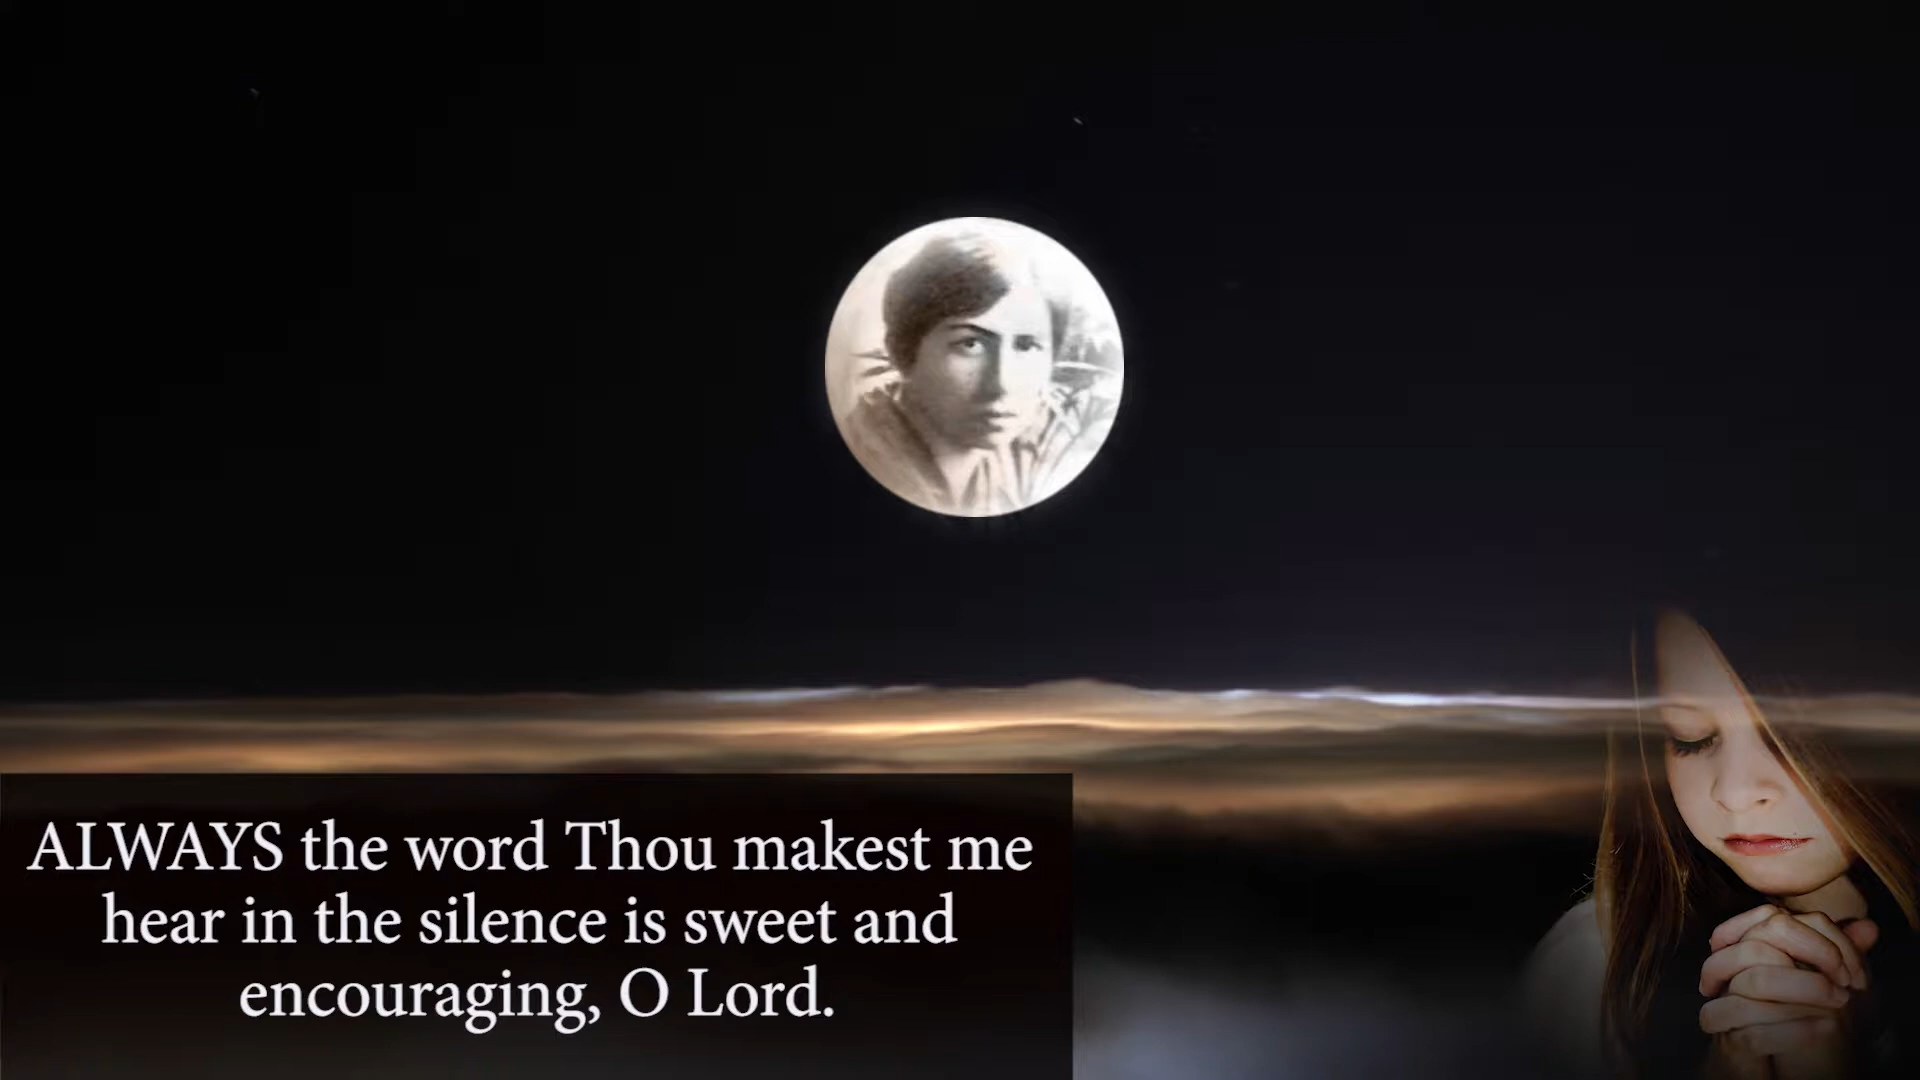 ALWAYS the word Thou makest me
hear in the silence is sweet and
encouraging, O Lord.